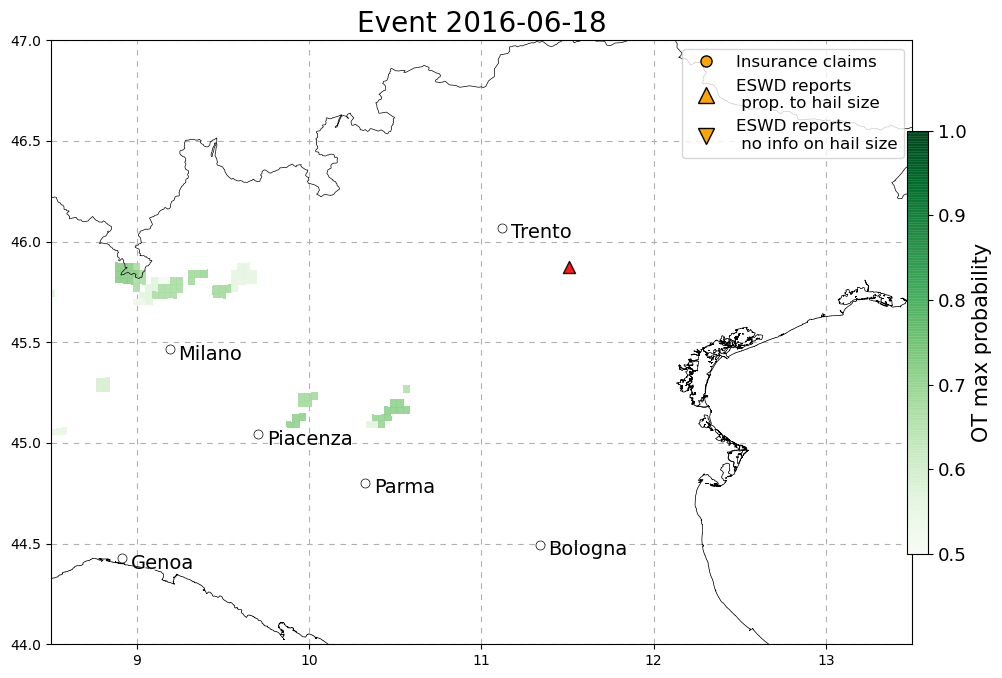 Event 2016-06-18
47.0
Insurance claims
ESWD reports
prop. to hail size
ESWD reports
no info on hail size
46.5
46.0
45.5
45.0
44.5
44.0
Trento
Milano
Piacenza
Parma
Bologna
Genoa
9
10
11
12
13
1.0
0.9
0.8
0.7
0.6
0.5
OT max probability